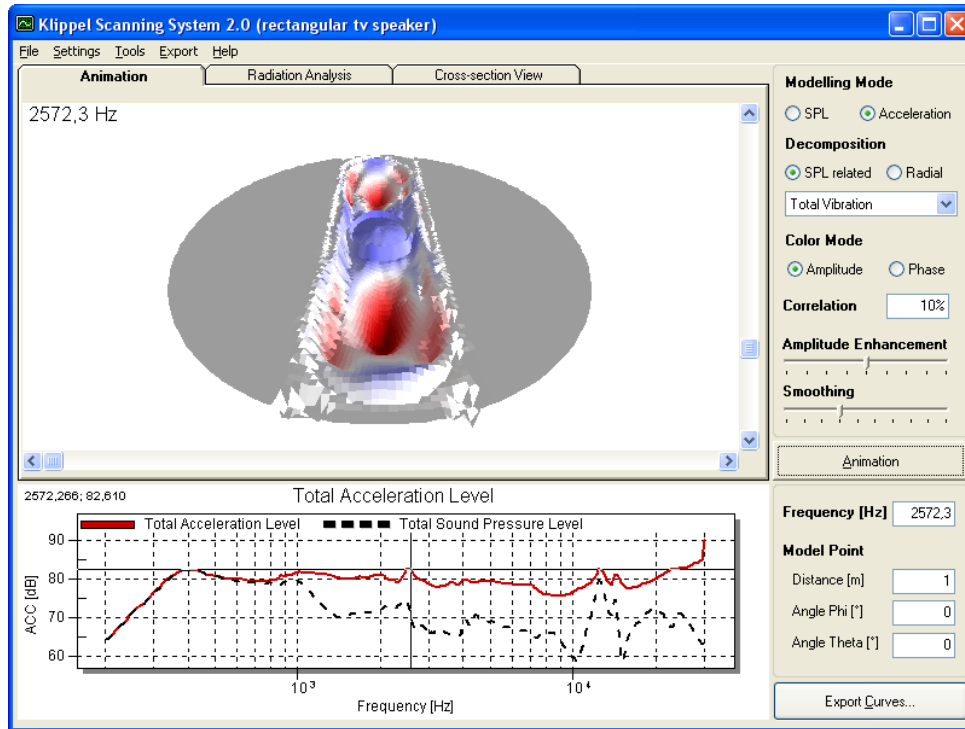 Klippel Scanning System 2.0 (rectangular tv speaker)
File Settings Tools Export Help
Animation Radiation Analysis Cross-section View
2572,3 Hz
Modelling Mode
SPL Acceleration
Decomposition
SPL related Radial
Total Vibration
Color Mode
Amplitude Phase
Correlation 10%
Amplitude Enhancement
Smoothing
Animation
2572,266; 82,610 Total Acceleration Level
Total Acceleration Level Total Sound Pressure Level
90
80
70
60
ACC [dB]
10³ 10⁴
Frequency [Hz]
Frequency [Hz] 2572,3
Model Point
Distance [m] 1
Angle Phi [°] 0
Angle Theta [°] 0
Export Curves...